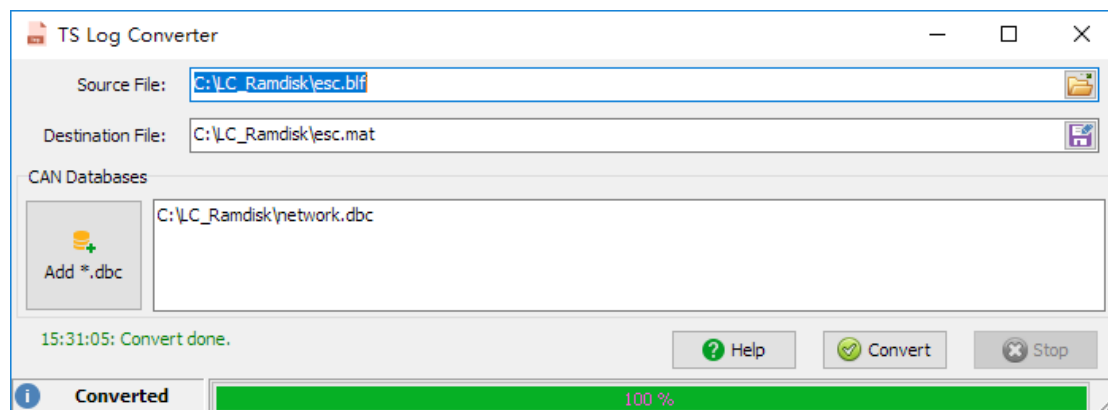 TS Log Converter
Source File: C:\LC_Ramdisk\esc.blf
Destination File: C:\LC_Ramdisk\esc.mat
CAN Databases
C:\LC_Ramdisk\network.dbc
Add *.dbc
15:31:05: Convert done.
Help Convert Stop
Converted 100 %